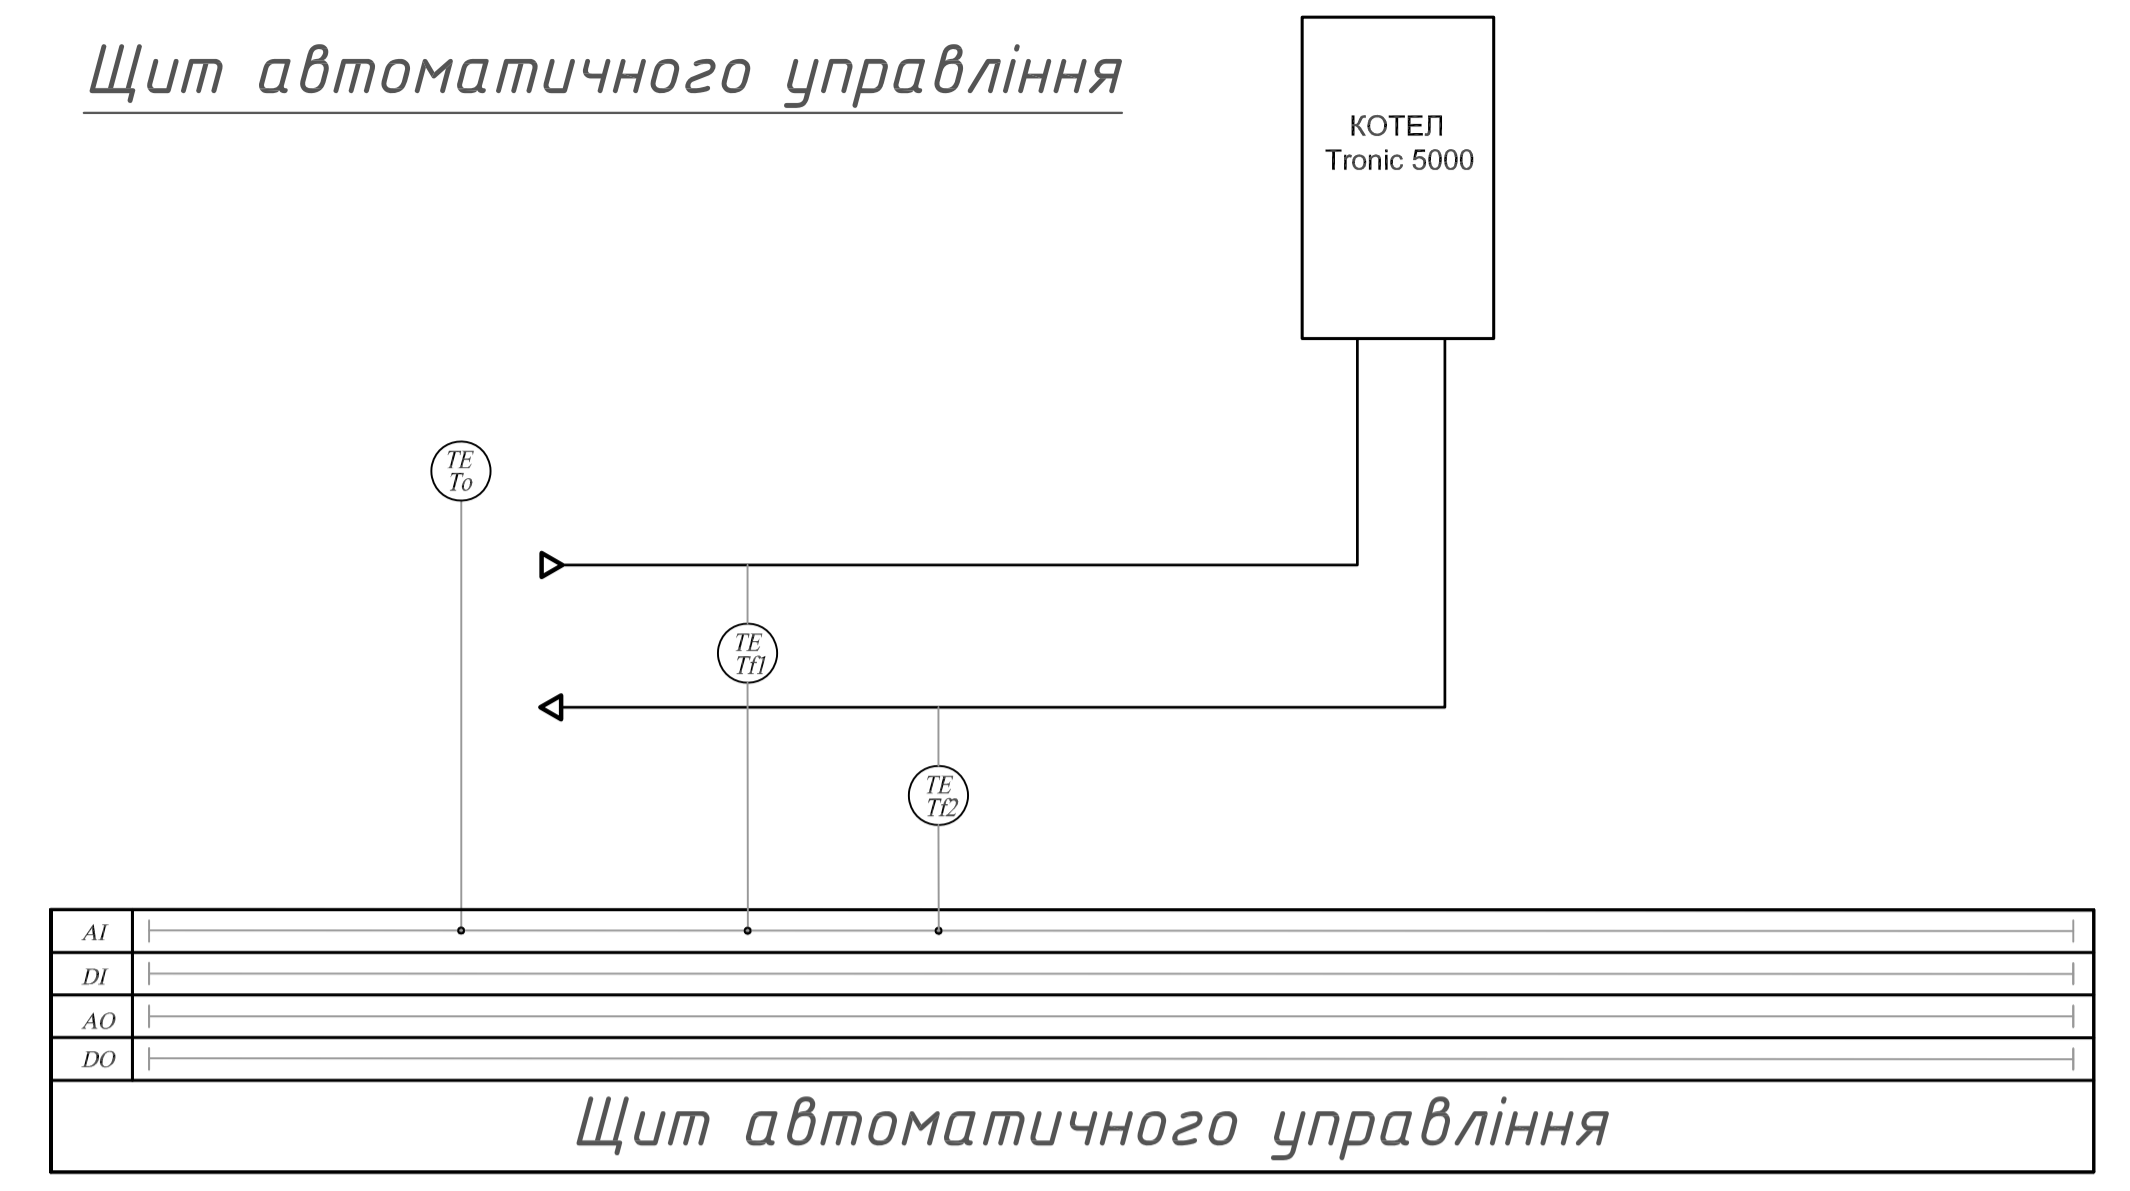 Щит автоматичного управління
КОТЕЛ
Tronic 5000
TE
To
TE
Tf1
TE
Tf2
AI
DI
AO
DO
Щит автоматичного управління